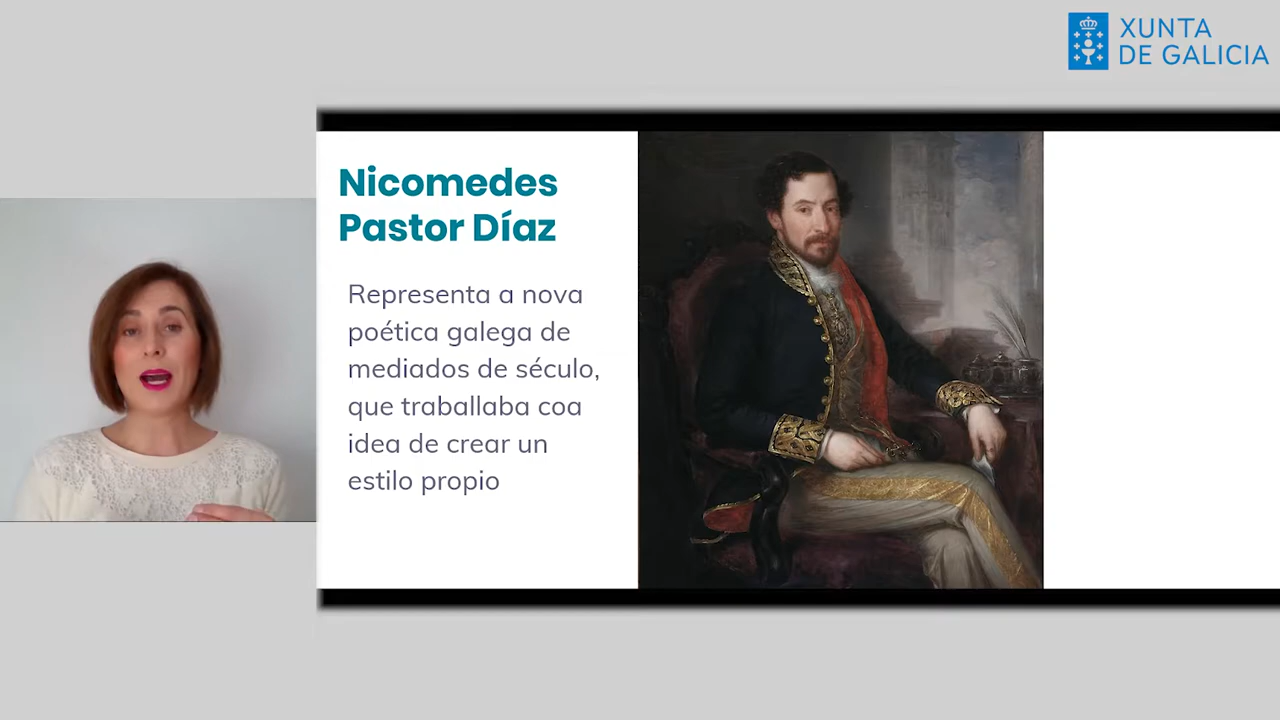 XUNTA
DE GALICIA
Nicomedes
Pastor Díaz
Representa a nova
poética galega de
mediados de século,
que traballaba coa
idea de crear un
estilo propio